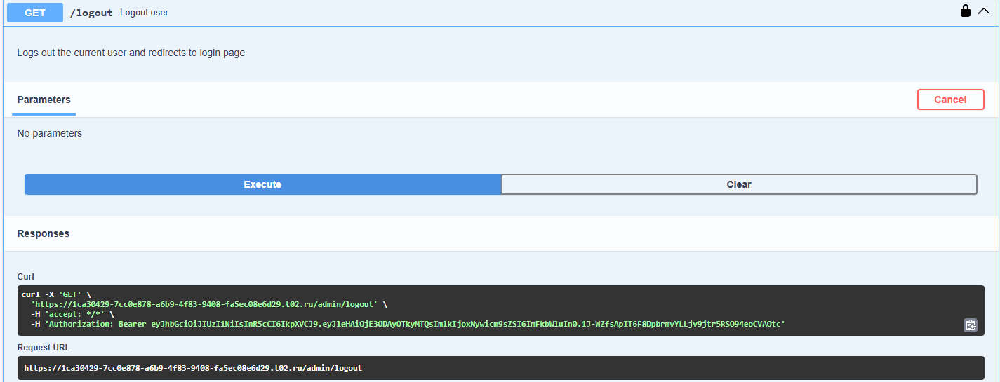 GET /logout Logout user
Logs out the current user and redirects to login page
Parameters
Cancel
No parameters
Execute
Clear
Responses
Curl
curl -X 'GET' \
'https://1ca30429-7cc0e878-a6b9-4f83-9408-fa5ec08e6d29.t02.ru/admin/logout' \
-H 'accept: */*' \
-H 'Authorization: Bearer eyJhbGciOiJIUzI1NiIsInR5cCI6IkpXVCJ9.eyJleHAiOjE3ODAyOTkyMTQsImlkIjoxNywicm9sZSI6ImFkbWluIn0.1J-WZfsApIT6F8DpbrmvYLLjv9jtr5RSO94eoCVAOtc'
Request URL
https://1ca30429-7cc0e878-a6b9-4f83-9408-fa5ec08e6d29.t02.ru/admin/logout